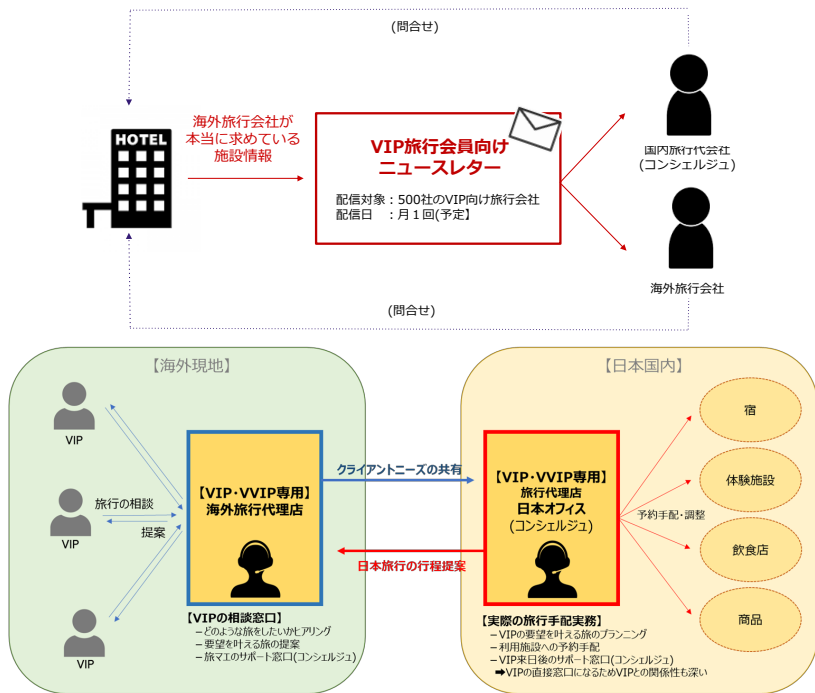 (問合せ)
HOTEL
海外旅行会社が
本当に求めている
施設情報
VIP旅行会員向け
ニュースレター
配信対象：500社のVIP向け旅行会社
配信日　：月１回(予定】
国内旅行代会社
(コンシェルジュ)
海外旅行会社
(問合せ)
【海外現地】
VIP
VIP
VIP
旅行の相談
提案
【VIP･VVIP専用】
海外旅行代理店
【VIPの相談窓口】
－どのような旅をしたいかヒアリング
－要望を叶える旅の提案
－旅マエのサポート窓口(コンシェルジュ)
クライアントニーズの共有
日本旅行の行程提案
【日本国内】
【VIP･VVIP専用】
旅行代理店
日本オフィス
(コンシェルジュ)
予約手配･調整
宿
体験施設
飲食店
商品
【実際の旅行手配実務】
－VIPの要望を叶える旅のプランニング
－利用施設への予約手配
－VIP来日後のサポート窓口(コンシェルジュ)
➡VIPの直接窓口になるためVIPとの関係性も深い